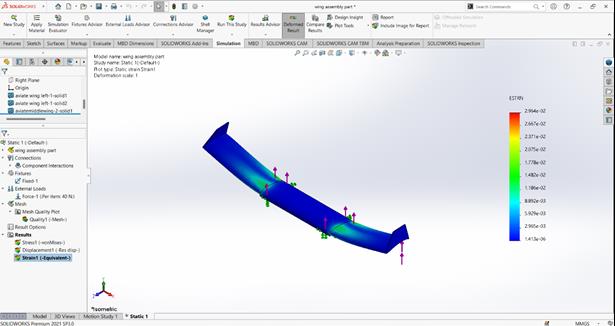 SOLIDWORKS
wing assembly part *
Search Commands
New Study
Apply Material
Simulation Evaluator
Fixtures Advisor
External Loads Advisor
Connections Advisor
Shell Manager
Run This Study
Results Advisor
Deformed Result
Compare Results
Design Insight
Plot Tools
Report
Include Image for Report
Offloaded Simulation
Manage Network
Features Sketch Surfaces Markup Evaluate MBD Dimensions SOLIDWORKS Add-Ins Simulation MBD SOLIDWORKS CAM SOLIDWORKS CAM TBM Analysis Preparation SOLIDWORKS Inspection
Model name: wing assembly part
Study name: Static 1(-Default-)
Plot type: Static strain Strain1
Deformation scale: 1
Right Plane
Origin
aviate wing left-1-solid1
aviate wing left-1-solid2
aviatemiddlewing-2-solid1
Static 1 (-Default-)
wing assembly part
Connections
Component Interactions
Fixtures
Fixed-1
External Loads
Force-1 (:Per item: 40 N:)
Mesh
Mesh Quality Plot
Quality1 (-Mesh-)
Result Options
Results
Stress1 (-vonMises-)
Displacement1 (-Res disp-)
Strain1 (-Equivalent-)
ESTRN
2.964e-02
2.667e-02
2.371e-02
2.075e-02
1.778e-02
1.482e-02
1.186e-02
8.892e-03
5.929e-03
2.965e-03
1.413e-06
*Isometric
Model 3D Views Motion Study 1 Static 1
SOLIDWORKS Premium 2021 SP3.0
MMGS